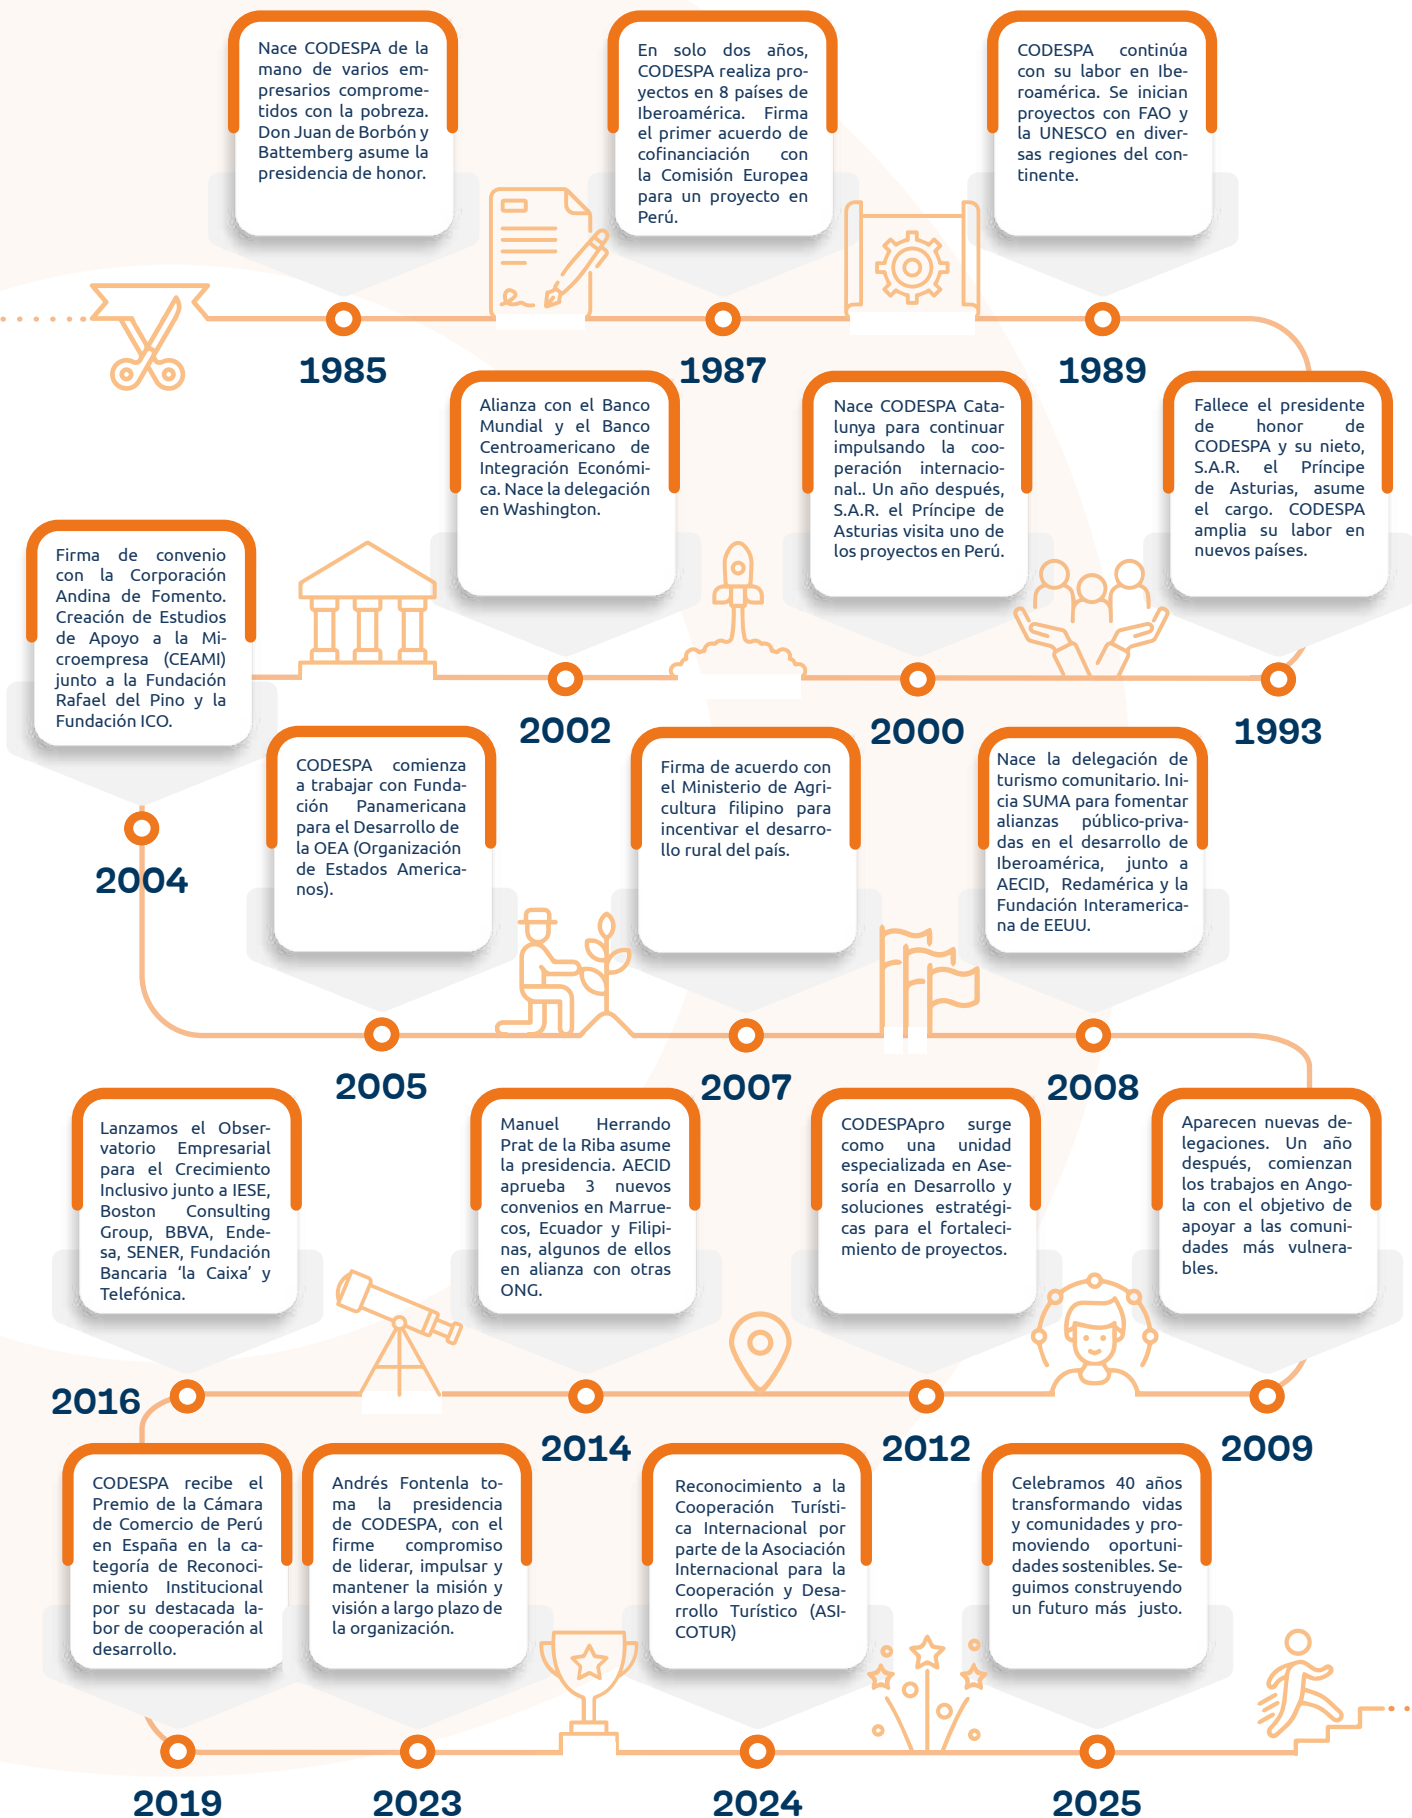 Nace CODESPA de la
mano de varios em-
presarios comprome-
tidos con la pobreza.
Don Juan de Borbón y
Battemberg asume la
presidencia de honor.
1985
En solo dos años,
CODESPA realiza pro-
yectos en 8 países de
Iberoamérica. Firma
el primer acuerdo de
cofinanciación con
la Comisión Europea
para un proyecto en
Perú.
1987
CODESPA continúa
con su labor en Ibe-
roamérica. Se inician
proyectos con FAO y
la UNESCO en diver-
sas regiones del con-
tinente.
1989
Fallece el presidente
de honor de
CODESPA y su nieto,
S.A.R. el Príncipe
de Asturias, asume
el cargo. CODESPA
amplia su labor en
nuevos países.
1993
Nace CODESPA Cata-
lunya para continuar
impulsando la coo-
peración internacio-
nal.. Un año después,
S.A.R. el Príncipe de
Asturias visita uno de
los proyectos en Perú.
2000
Alianza con el Banco
Mundial y el Banco
Centroamericano de
Integración Económi-
ca. Nace la delegación
en Washington.
2002
Firma de convenio
con la Corporación
Andina de Fomento.
Creación de Estudios
de Apoyo a la Mi-
croempresa (CEAMI)
junto a la Fundación
Rafael del Pino y la
Fundación ICO.
2004
CODESPA comienza
a trabajar con Funda-
ción Panamericana
para el Desarrollo de
la OEA (Organización
de Estados America-
nos).
2005
Firma de acuerdo con
el Ministerio de Agri-
cultura filipino para
incentivar el desarro-
llo rural del país.
2007
Nace la delegación de
turismo comunitario. Ini-
cia SUMA para fomentar
alianzas público-priva-
das en el desarrollo de
Iberoamérica, junto a
AECID, Redamérica y la
Fundación Interamerica-
na de EEUU.
2008
Aparecen nuevas de-
legaciones. Un año
después, comienzan
los trabajos en Ango-
la con el objetivo de
apoyar a las comuni-
dades más vulnera-
bles.
2009
CODESPApro surge
como una unidad
especializada en Ase-
soría en Desarrollo y
soluciones estratégi-
cas para el fortaleci-
miento de proyectos.
2012
Manuel Herrando
Prat de la Riba asume
la presidencia. AECID
aprueba 3 nuevos
convenios en Marrue-
cos, Ecuador y Filipi-
nas, algunos de ellos
en alianza con otras
ONG.
2014
Lanzamos el Obser-
vatorio Empresarial
para el Crecimiento
Inclusivo junto a IESE,
Boston Consulting
Group, BBVA, Ende-
sa, SENER, Fundación
Bancaria ‘la Caixa’ y
Telefónica.
2016
CODESPA recibe el
Premio de la Cámara
de Comercio de Perú
en España en la ca-
tegoría de Reconoci-
miento Institucional
por su destacada la-
bor de cooperación al
desarrollo.
2019
Andrés Fontenla to-
ma la presidencia
de CODESPA, con el
firme compromiso
de liderar, impulsar y
mantener la misión y
visión a largo plazo de
la organización.
2023
Reconocimiento a la
Cooperación Turísti-
ca Internacional por
parte de la Asociación
Internacional para la
Cooperación y Desa-
rrollo Turístico (ASI-
COTUR)
2024
Celebramos 40 años
transformando vidas
y comunidades y pro-
moviendo oportuni-
dades sostenibles. Se-
guimos construyendo
un futuro más justo.
2025